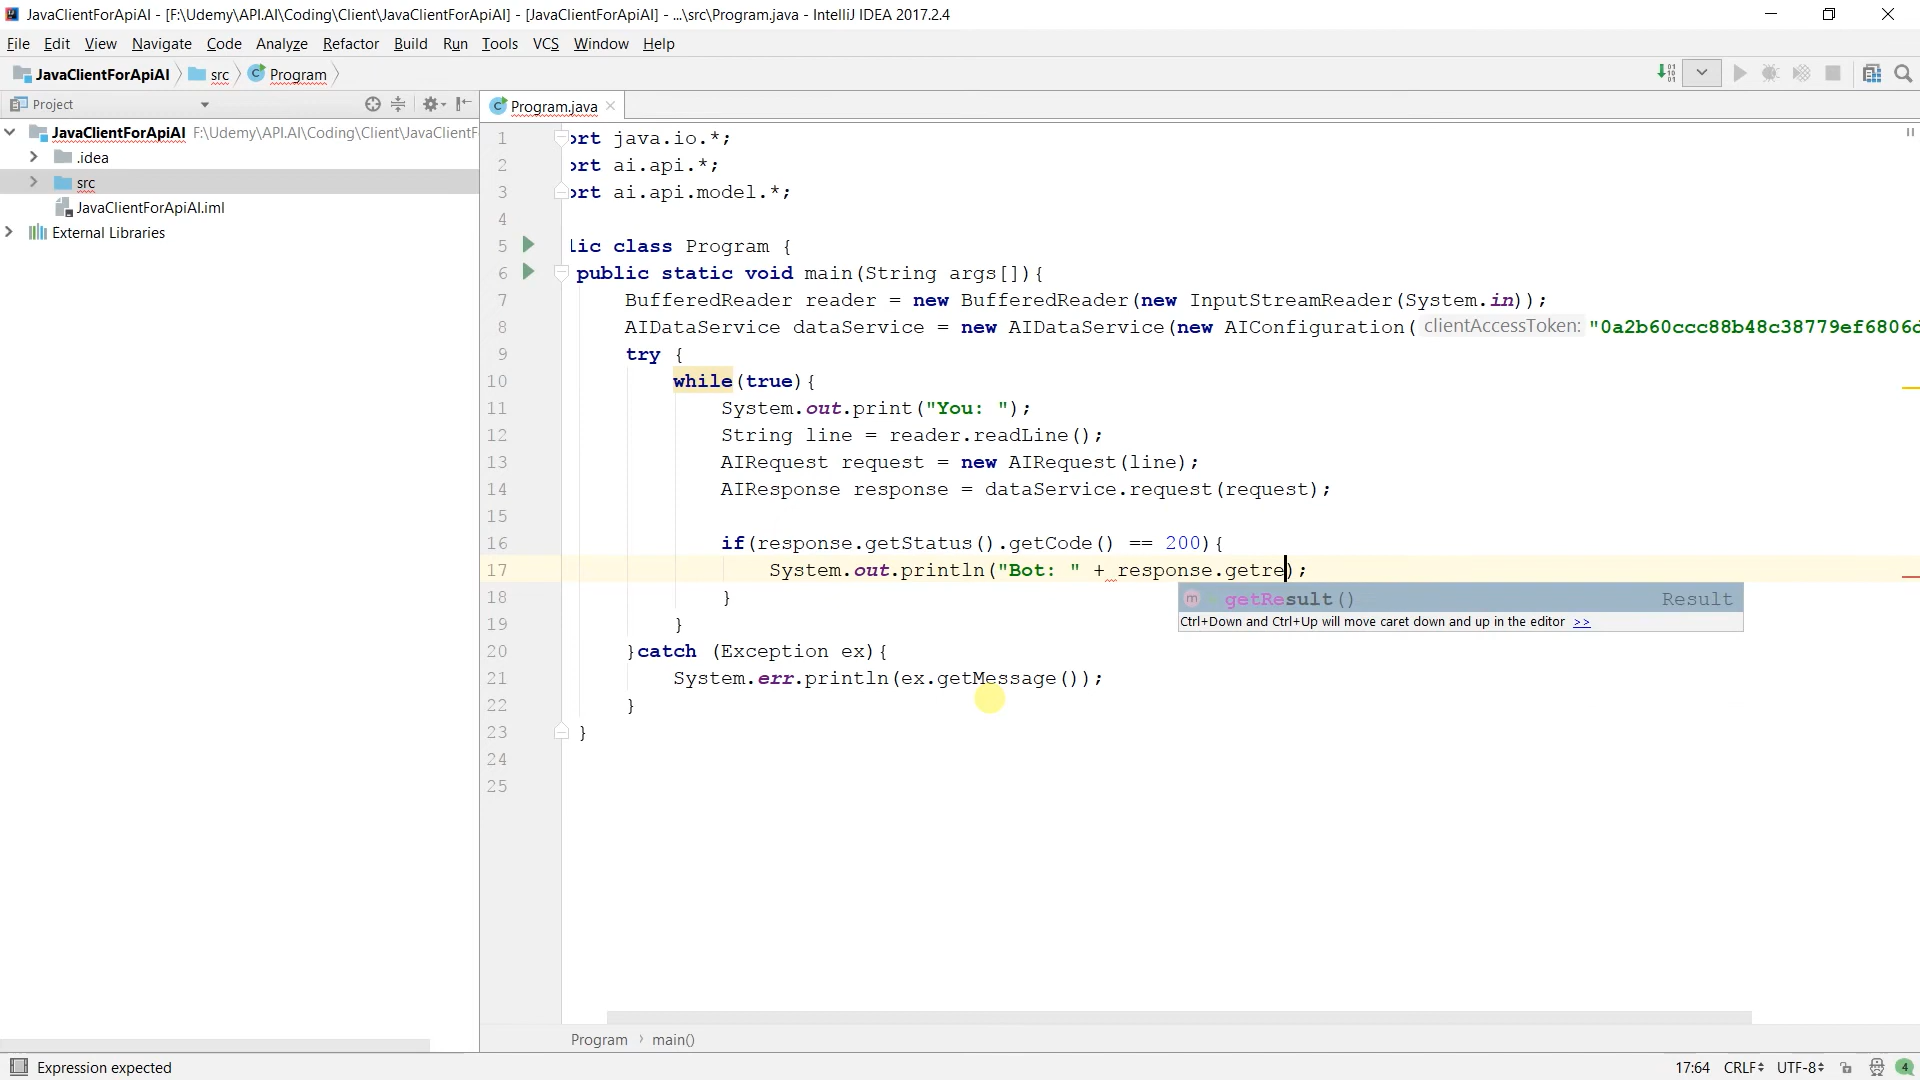 JavaClientForApiAI - [F:\Udemy\API.AI\Coding\Client\JavaClientForApiAI] - [JavaClientForApiAI] - ...\src\Program.java - IntelliJ IDEA 2017.2.4
File Edit View Navigate Code Analyze Refactor Build Run Tools VCS Window Help
JavaClientForApiAI src Program
Project
Program.java
JavaClientForApiAI F:\Udemy\API.AI\Coding\Client\JavaClientF
.idea
src
JavaClientForApiAI.iml
External Libraries
1 ort java.io.*;
2 ort ai.api.*;
3 ort ai.api.model.*;
4
5 lic class Program {
6 public static void main(String args[]){
7 BufferedReader reader = new BufferedReader(new InputStreamReader(System.in));
8 AIDataService dataService = new AIDataService(new AIConfiguration( clientAccessToken: "0a2b60ccc88b48c38779ef6806d
9 try {
10 while(true){
11 System.out.print("You: ");
12 String line = reader.readLine();
13 AIRequest request = new AIRequest(line);
14 AIResponse response = dataService.request(request);
15
16 if(response.getStatus().getCode() == 200){
17 System.out.println("Bot: " + response.getre);
getResult() Result
Ctrl+Down and Ctrl+Up will move caret down and up in the editor >>
18 }
19 }
20 }catch (Exception ex){
21 System.err.println(ex.getMessage());
22 }
23 }
24
25
Program main()
Expression expected
17:64 CRLF UTF-8 4